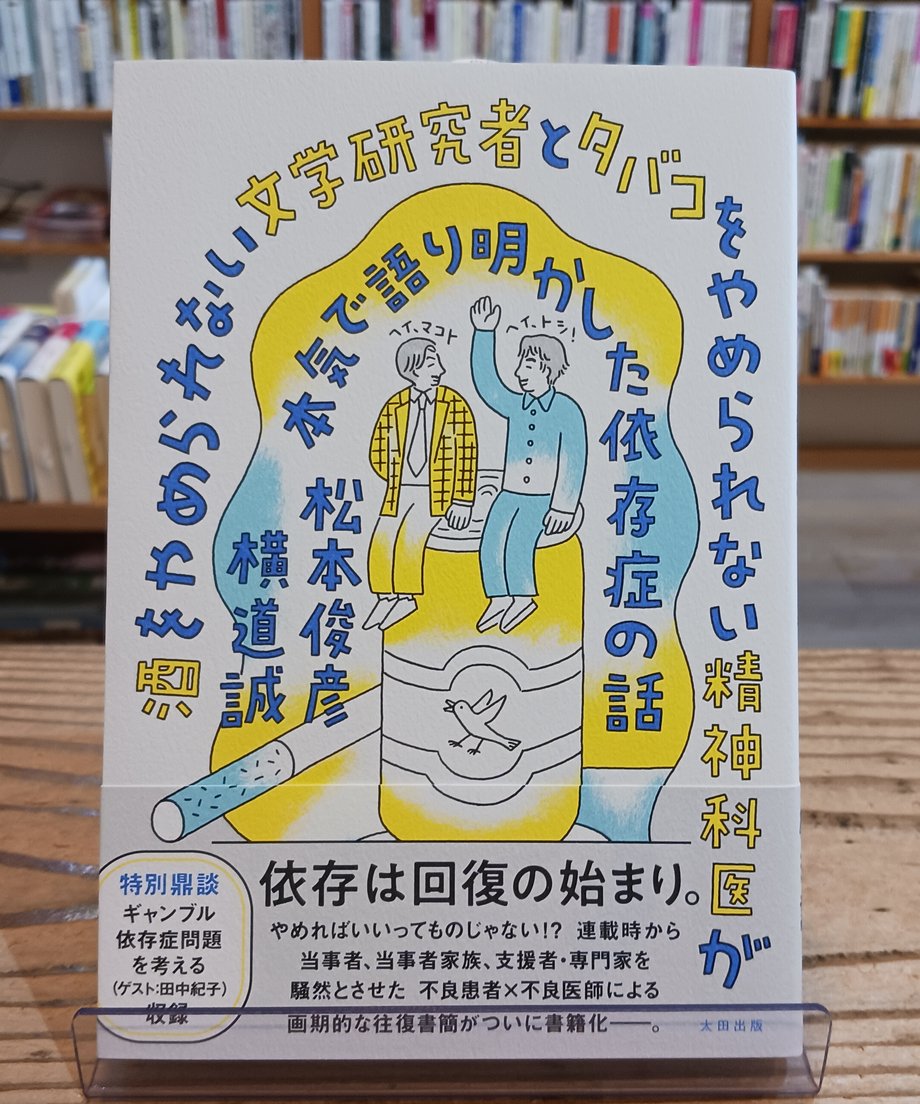 酒をやめられない文学研究者とタバコをやめられない精神科医が
本気で語り明かした依存症の話
ヘイ、マコト
ヘイ、トシ!
松本俊彦
横道誠
特別鼎談
ギャンブル
依存症問題
を考える
(ゲスト:田中紀子)
収録
依存は回復の始まり。
やめればいいってものじゃない!? 連載時から
当事者、当事者家族、支援者・専門家を
騒然とさせた 不良患者×不良医師による
画期的な往復書簡がついに書籍化──。
太田出版